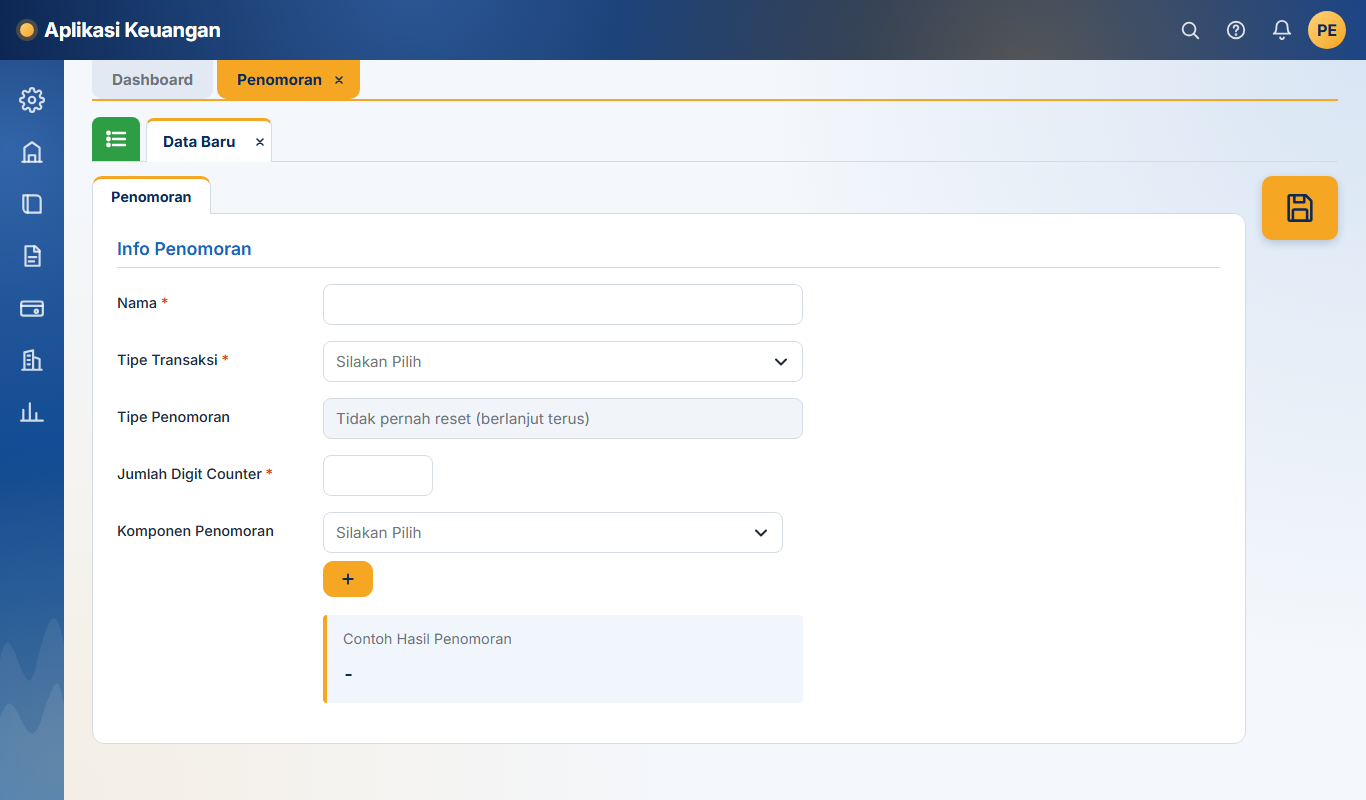 Aplikasi Keuangan
PE
Dashboard
Penomoran ×
Data Baru ×
Penomoran
Info Penomoran
Nama *
Tipe Transaksi *
Silakan Pilih
Tipe Penomoran
Tidak pernah reset (berlanjut terus)
Jumlah Digit Counter *
Komponen Penomoran
Silakan Pilih
+
Contoh Hasil Penomoran
-